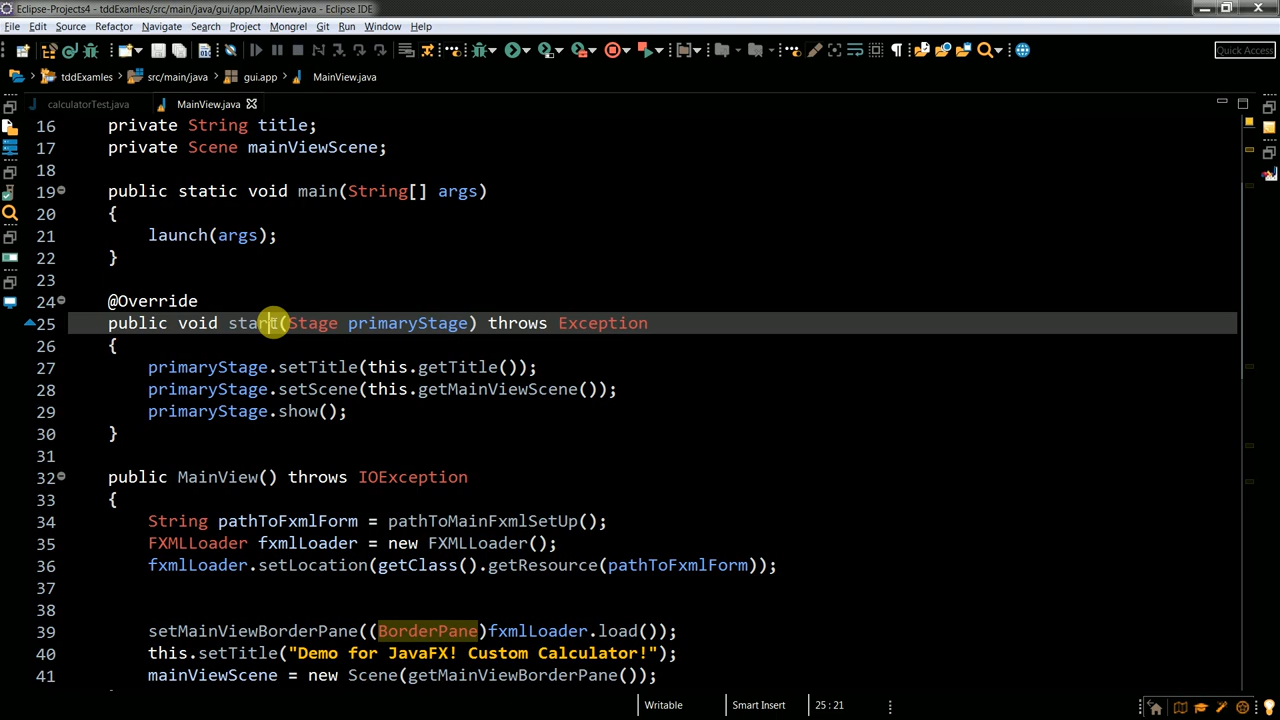 Eclipse-Projects4 - tddExamles/src/main/java/gui/app/MainView.java - Eclipse IDE
File Edit Source Refactor Navigate Search Project Mongrel Git Run Window Help
Quick Access
tddExamles src/main/java gui.app MainView.java
calculatorTest.java MainView.java
16 private String title;
17 private Scene mainViewScene;
18
19 public static void main(String[] args)
20 {
21 launch(args);
22 }
23
24 @Override
25 public void start(Stage primaryStage) throws Exception
26 {
27 primaryStage.setTitle(this.getTitle());
28 primaryStage.setScene(this.getMainViewScene());
29 primaryStage.show();
30 }
31
32 public MainView() throws IOException
33 {
34 String pathToFxmlForm = pathToMainFxmlSetUp();
35 FXMLLoader fxmlLoader = new FXMLLoader();
36 fxmlLoader.setLocation(getClass().getResource(pathToFxmlForm));
37
38
39 setMainViewBorderPane((BorderPane)fxmlLoader.load());
40 this.setTitle("Demo for JavaFX! Custom Calculator!");
41 mainViewScene = new Scene(getMainViewBorderPane());
Writable Smart Insert 25 : 21